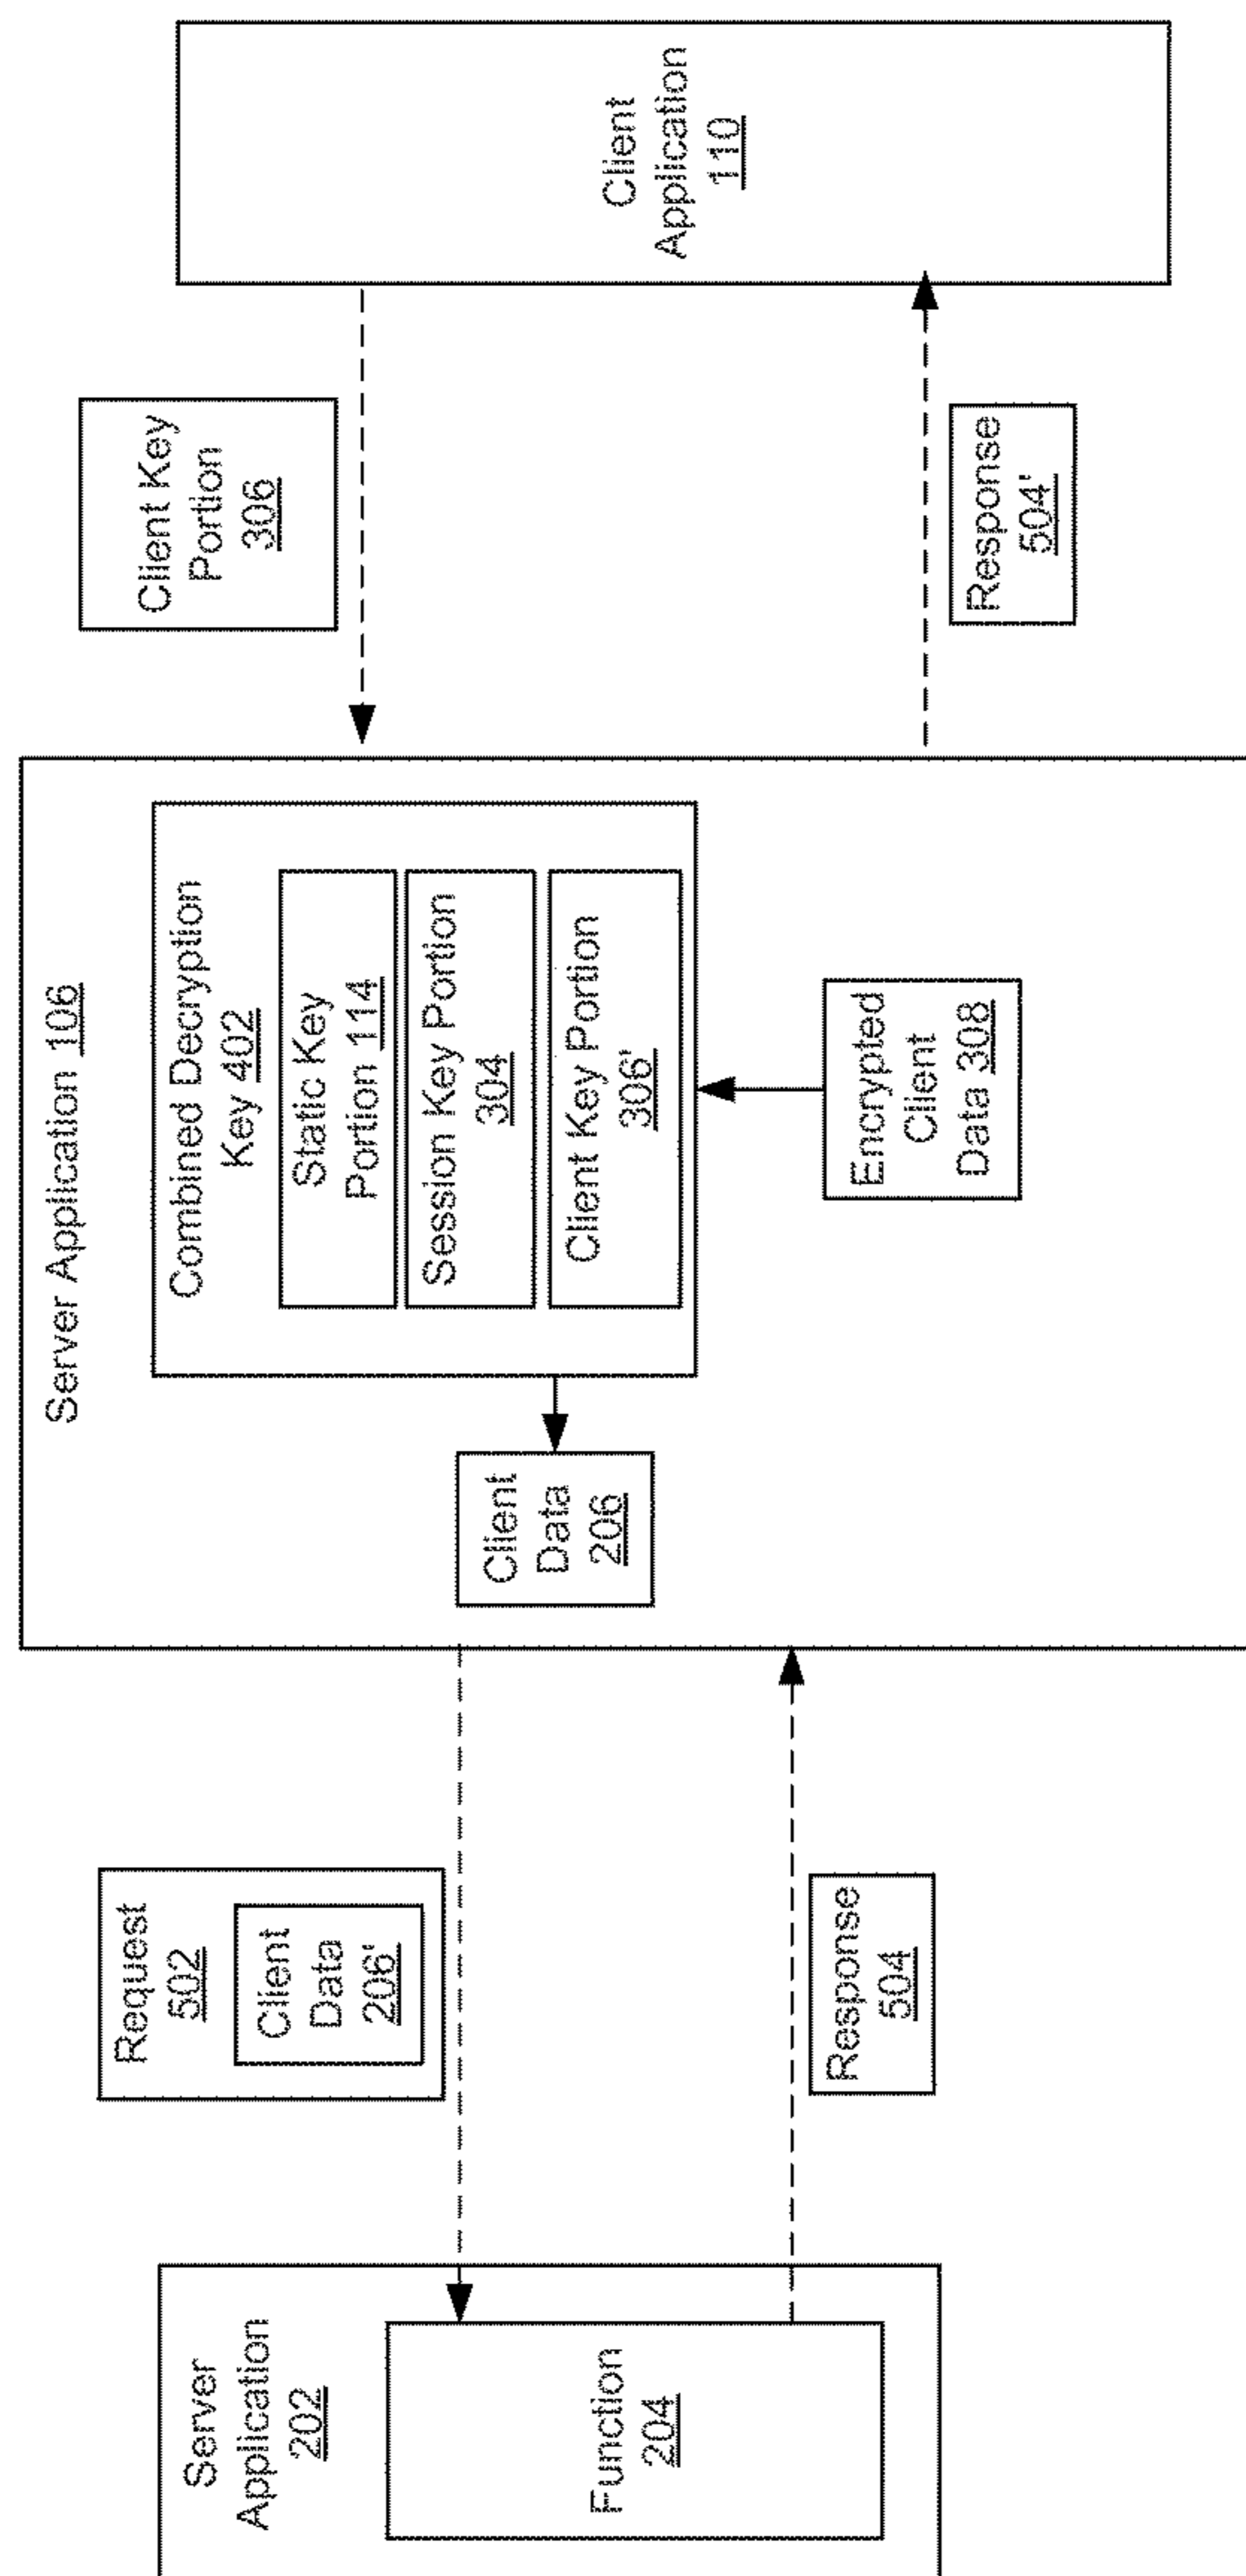 Server
Application
202
Function
204
Request
502
Client
Data
206'
Response
504
Server Application 106
Client
Data
206
Combined Decryption
Key 402
Static Key
Portion 114
Session Key Portion
304
Client Key Portion
306'
Encrypted
Client
Data 308
Client Key
Portion
306
Response
504'
Client
Application
110